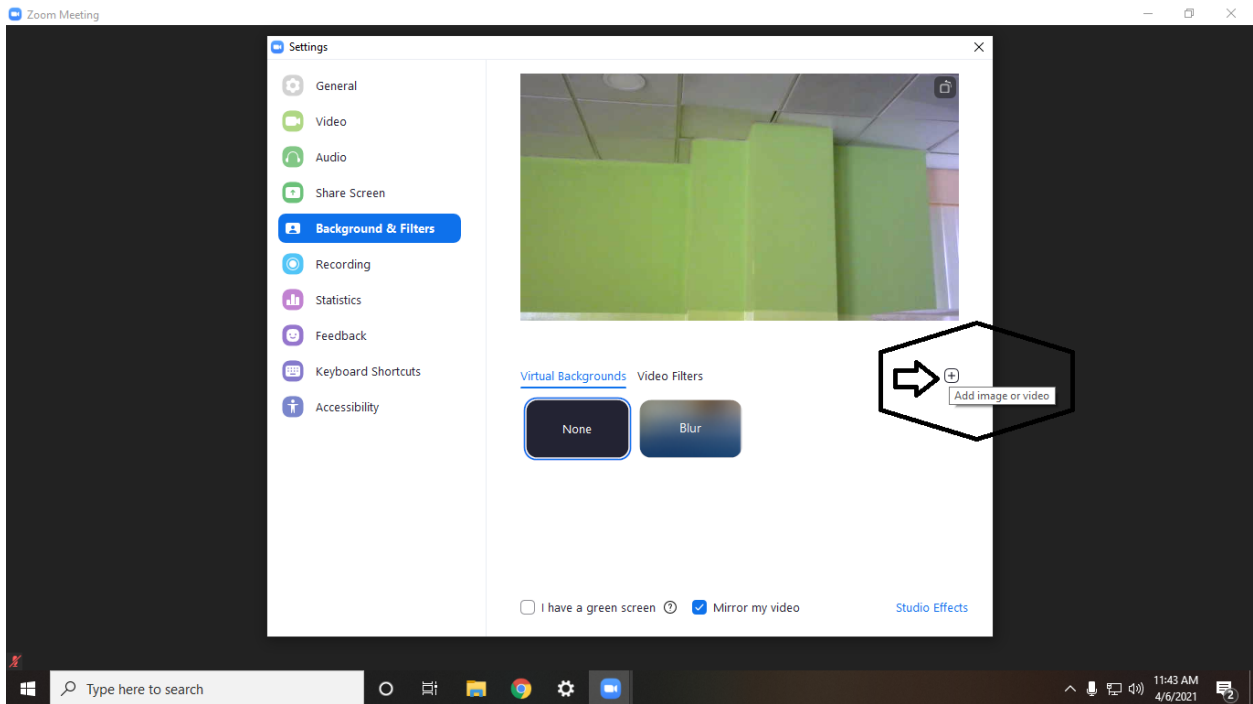 Zoom Meeting
Settings
General
Video
Audio
Share Screen
Background & Filters
Recording
Statistics
Feedback
Keyboard Shortcuts
Accessibility
Virtual Backgrounds Video Filters
Add image or video
None Blur
I have a green screen Mirror my video Studio Effects
Type here to search
11:43 AM
4/6/2021
2